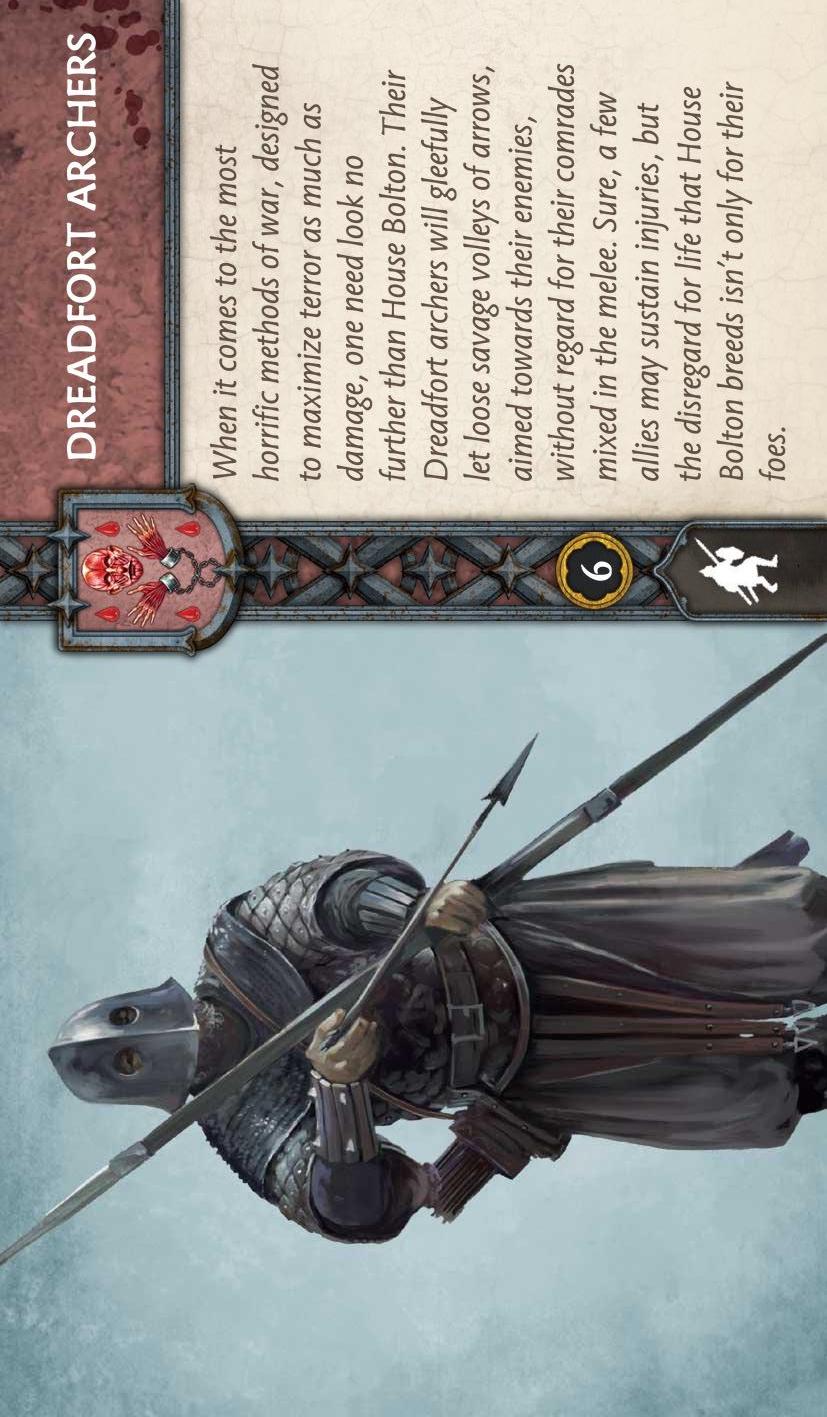 DREADFORT ARCHERS
When it comes to the most
horrific methods of war, designed
to maximize terror as much as
damage, one need look no
further than House Bolton. Their
Dreadfort archers will gleefully
let loose savage volleys of arrows,
aimed towards their enemies,
without regard for their comrades
mixed in the melee. Sure, a few
allies may sustain injuries, but
the disregard for life that House
Bolton breeds isn't only for their
foes.
6